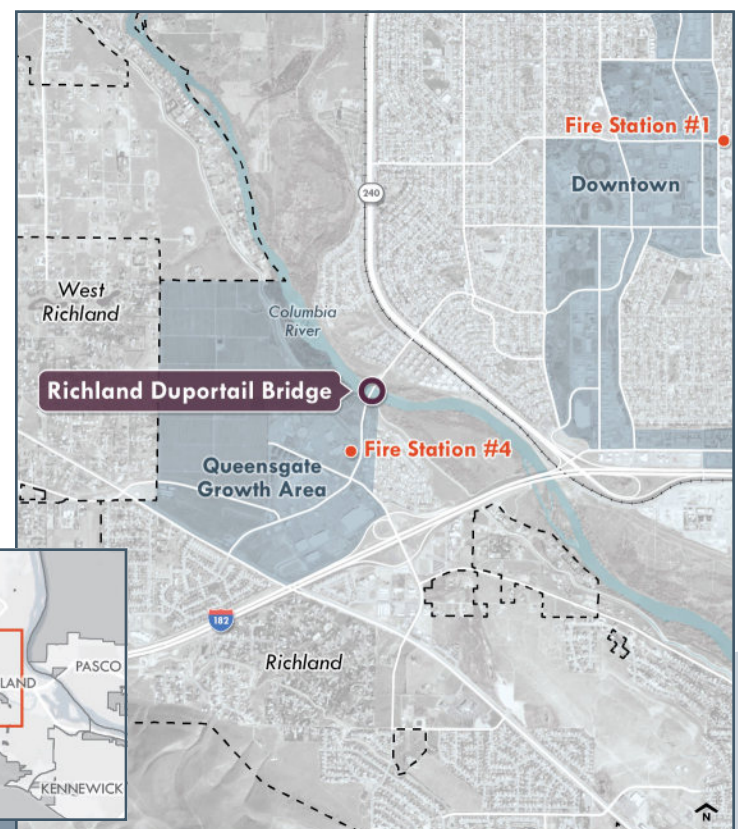 Fire Station #1
Downtown
240
West
Richland
Columbia
River
Richland Duportail Bridge
Fire Station #4
Queensgate
Growth Area
182
Richland
PASCO
LAND
KENNEWICK
N